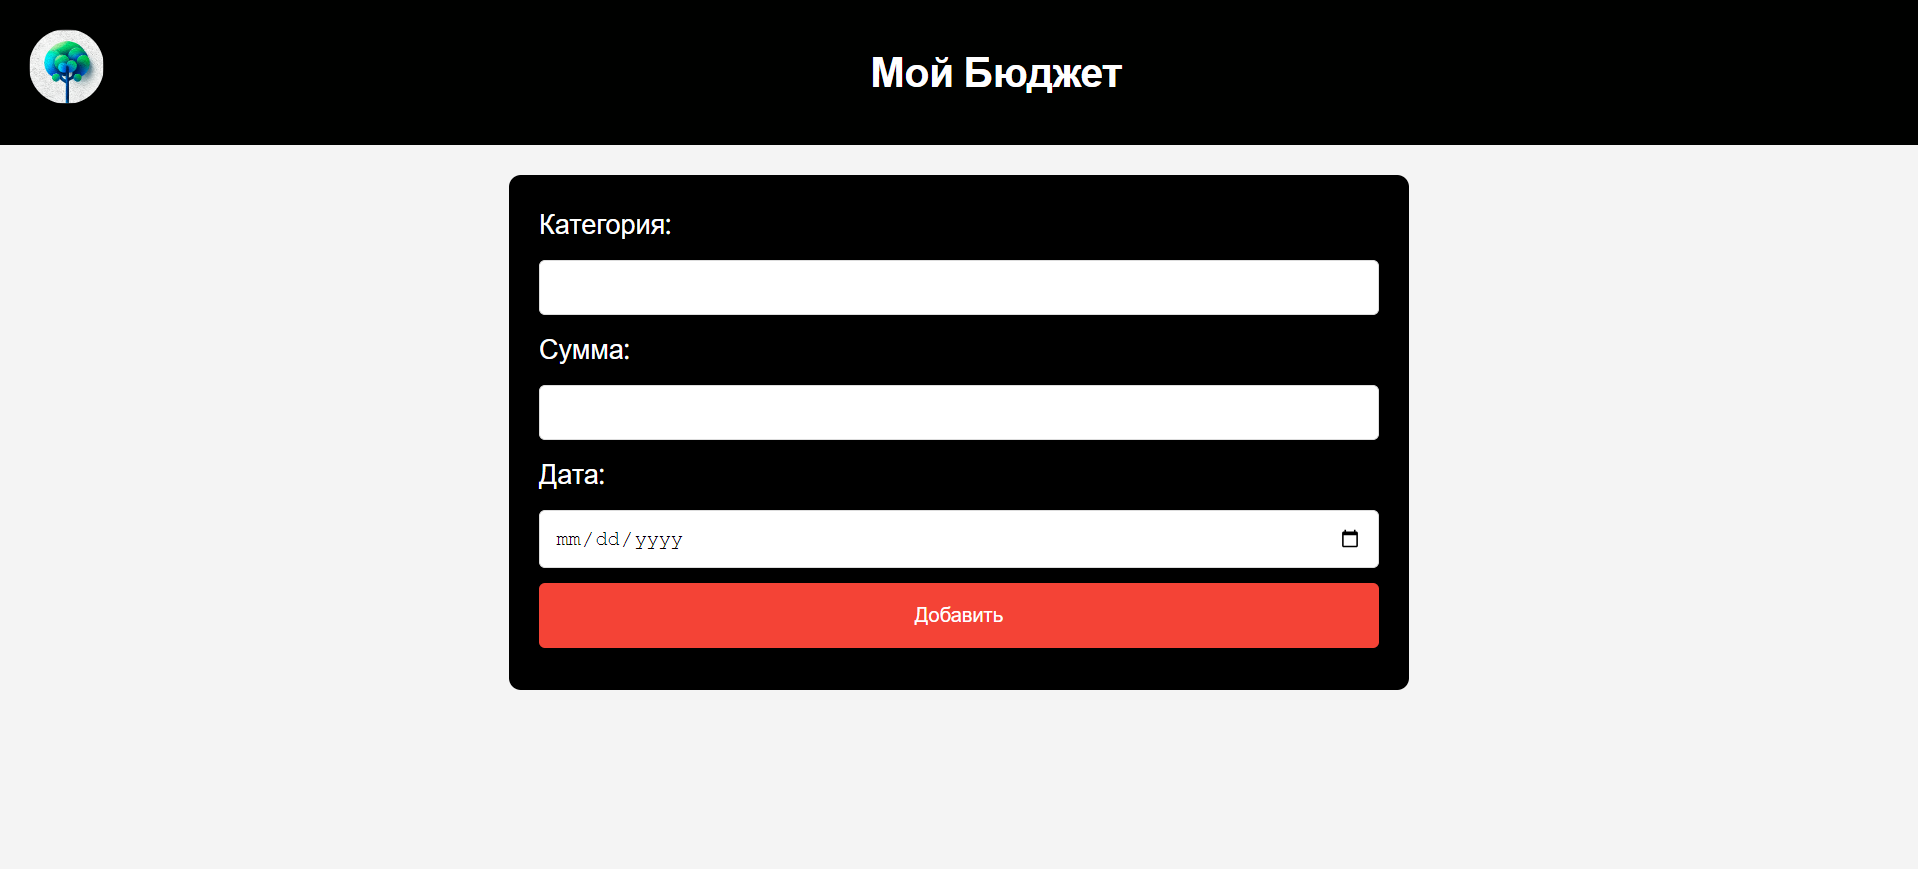 Мой Бюджет
Категория:
Сумма:
Дата:
mm/dd/yyyy
Добавить